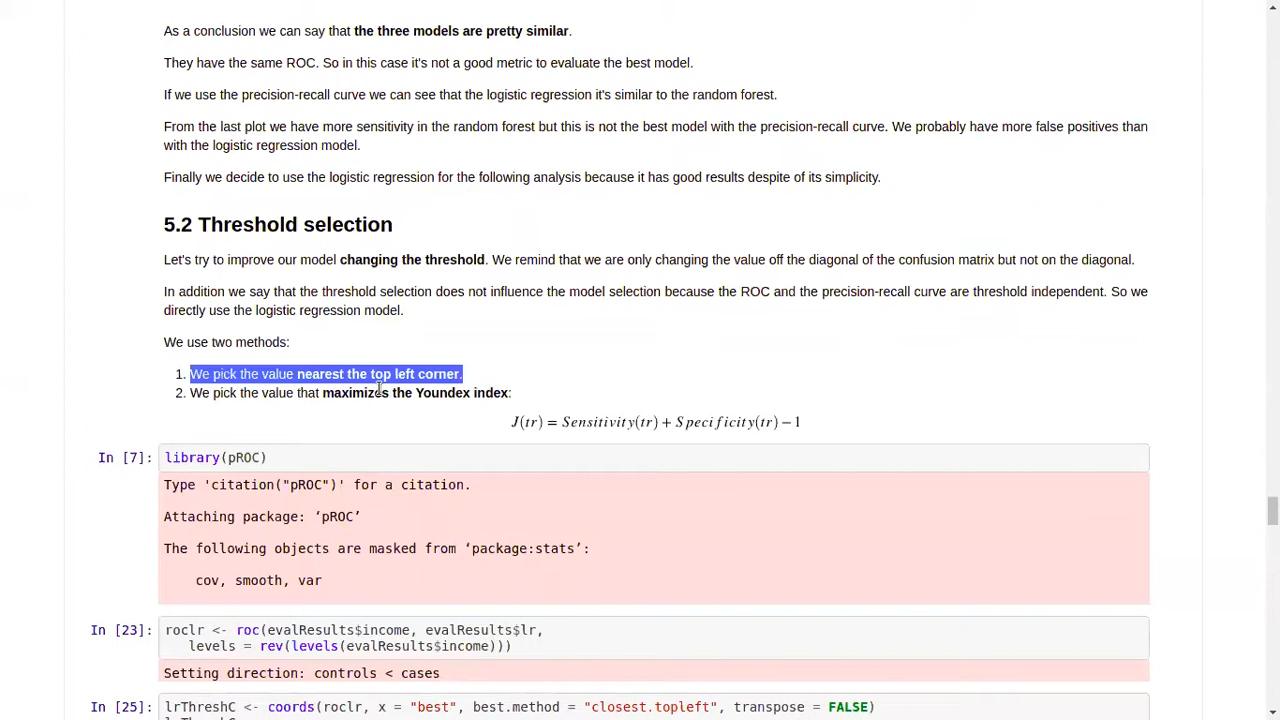 As a conclusion we can say that the three models are pretty similar.
They have the same ROC. So in this case it's not a good metric to evaluate the best model.
If we use the precision-recall curve we can see that the logistic regression it's similar to the random forest.
From the last plot we have more sensitivity in the random forest but this is not the best model with the precision-recall curve. We probably have more false positives than
with the logistic regression model.
Finally we decide to use the logistic regression for the following analysis because it has good results despite of its simplicity.
5.2 Threshold selection
Let's try to improve our model changing the threshold. We remind that we are only changing the value off the diagonal of the confusion matrix but not on the diagonal.
In addition we say that the threshold selection does not influence the model selection because the ROC and the precision-recall curve are threshold independent. So we
directly use the logistic regression model.
We use two methods:
1. We pick the value nearest the top left corner.
2. We pick the value that maximizes the Youndex index:
J(tr) = Sensitivity(tr) + Specificity(tr) − 1
In [7]: library(pROC)
Type 'citation("pROC")' for a citation.
Attaching package: ‘pROC’
The following objects are masked from ‘package:stats’:
cov, smooth, var
In [23]: roclr <- roc(evalResults$income, evalResults$lr,
levels = rev(levels(evalResults$income)))
Setting direction: controls < cases
In [25]: lrThreshC <- coords(roclr, x = "best", best.method = "closest.topleft", transpose = FALSE)